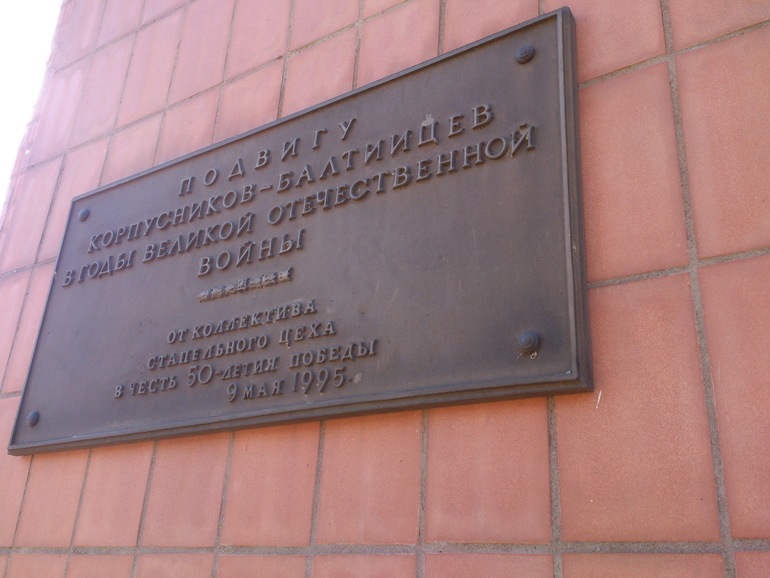 ПОДВИГУ
КОРПУСНИКОВ-БАЛТИЙЦЕВ
В ГОДЫ ВЕЛИКОЙ ОТЕЧЕСТВЕННОЙ
ВОЙНЫ
ОТ КОЛЛЕКТИВА
СТАПЕЛЬНОГО ЦЕХА
В ЧЕСТЬ 50-ЛЕТИЯ ПОБЕДЫ
9 МАЯ 1995.